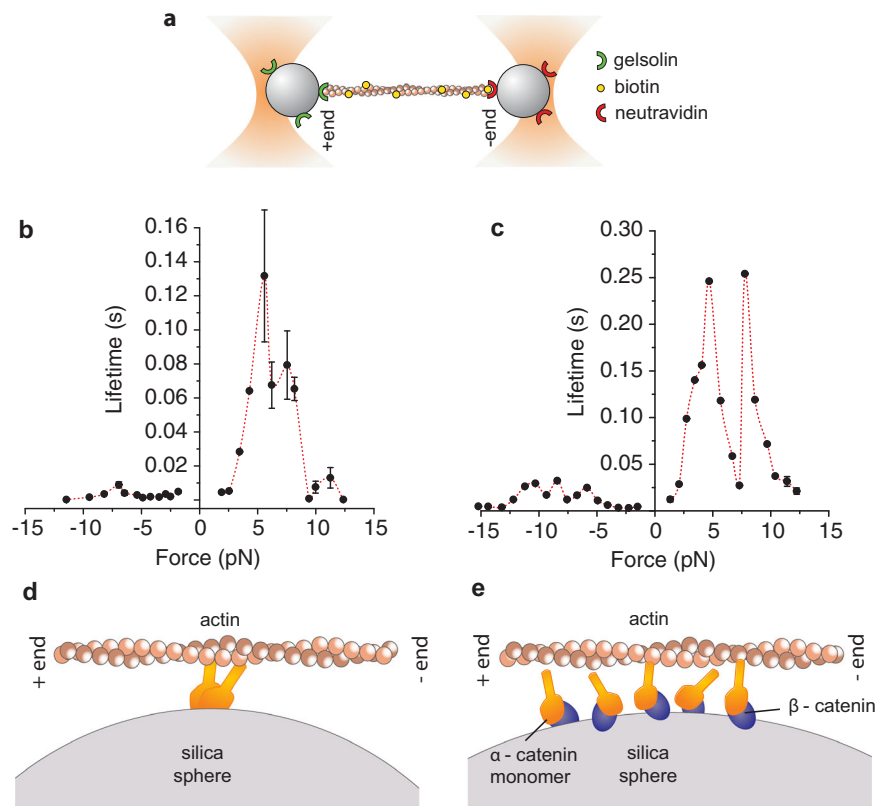 a
gelsolin
biotin
neutravidin
+end
-end
b
0.16
0.14
0.12
0.10
0.08
0.06
0.04
0.02
Lifetime (s)
-15 -10 -5 0 5 10 15
Force (pN)
c
0.30
0.25
0.20
0.15
0.10
0.05
Lifetime (s)
-15 -10 -5 0 5 10 15
Force (pN)
d
actin
+ end
- end
silica
sphere
e
actin
+ end
- end
β - catenin
α - catenin
monomer
silica
sphere